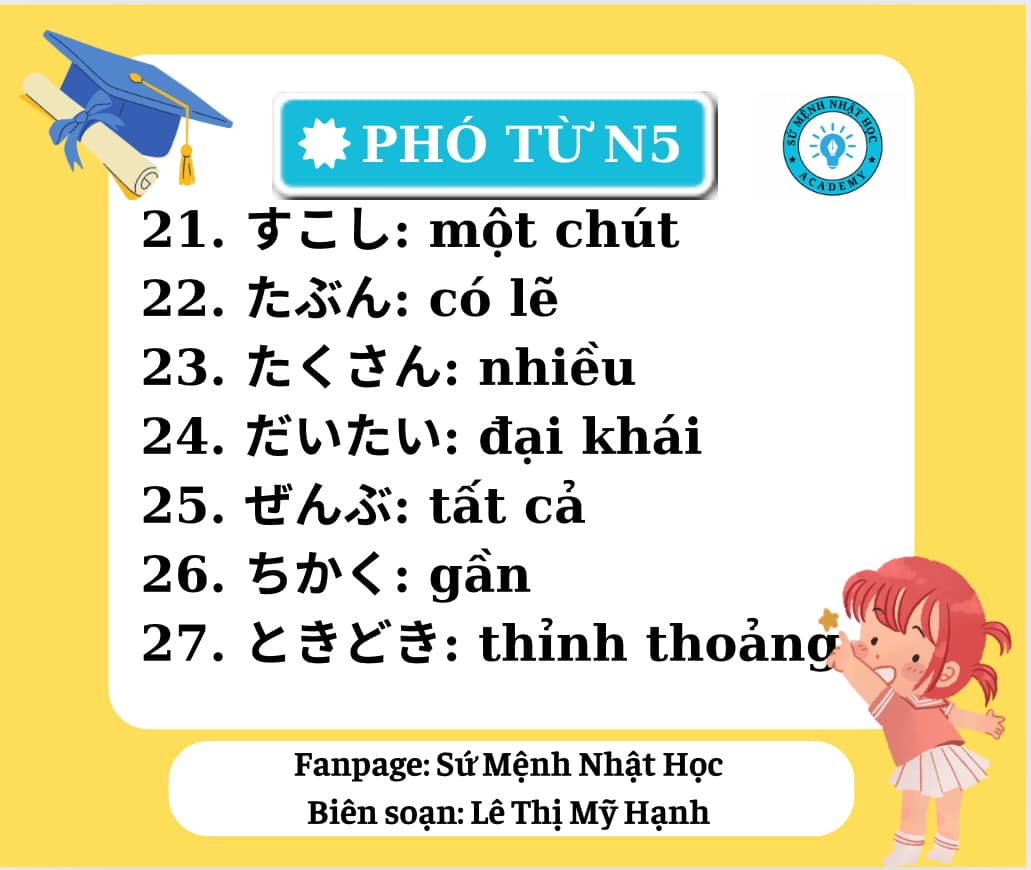 PHÓ TỪ N5
SỨ MỆNH NHẬT HỌC
ACADEMY
21. すこし: một chút
22. たぶん: có lẽ
23. たくさん: nhiều
24. だいたい: đại khái
25. ぜんぶ: tất cả
26. ちかく: gần
27. ときどき: thỉnh thoảng
Fanpage: Sứ Mệnh Nhật Học
Biên soạn: Lê Thị Mỹ Hạnh